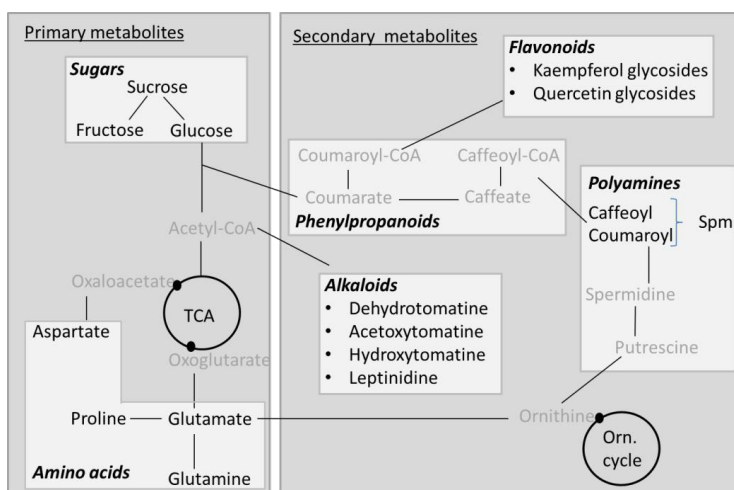 Primary metabolites
Sugars
Sucrose
Fructose Glucose
Acetyl-CoA
Oxaloacetate
TCA
Aspartate
Oxoglutarate
Proline Glutamate
Amino acids
Glutamine
Secondary metabolites
Flavonoids
• Kaempferol glycosides
• Quercetin glycosides
Coumaroyl-CoA Caffeoyl-CoA
Coumarate Caffeate
Phenylpropanoids
Polyamines
Caffeoyl
Coumaroyl
Spm
Spermidine
Putrescine
Alkaloids
• Dehydrotomatine
• Acetoxytomatine
• Hydroxytomatine
• Leptinidine
Ornithine
Orn.
cycle